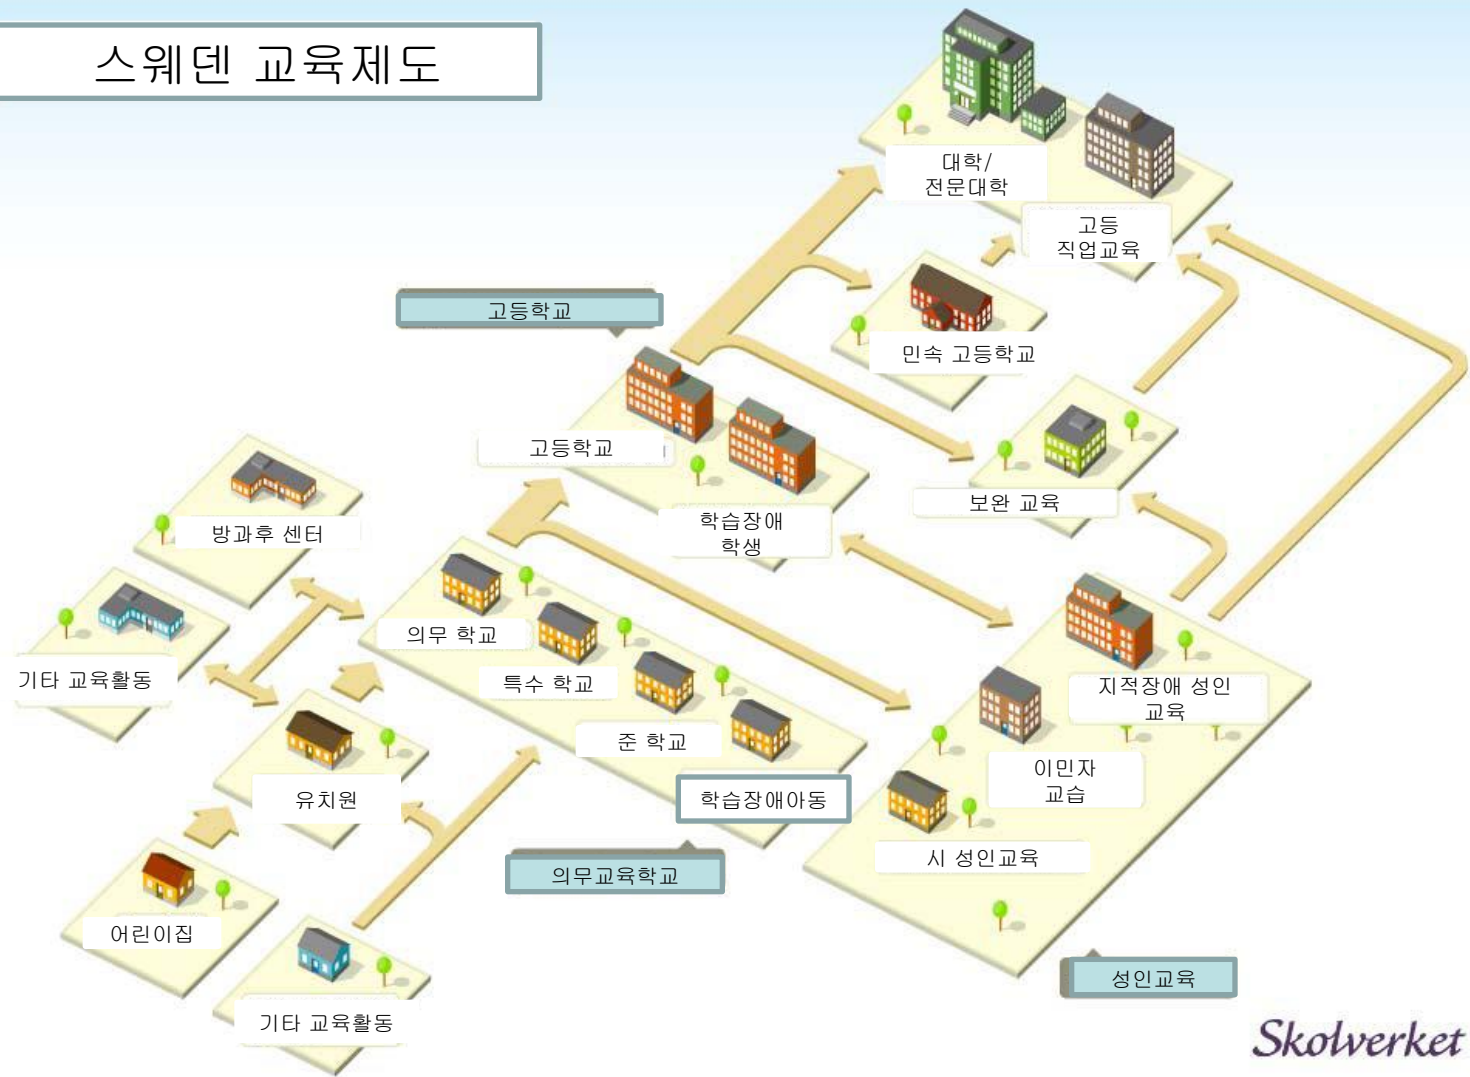 스웨덴 교육제도
대학/
전문대학
고등
직업교육
고등학교
민속 고등학교
고등학교
보완 교육
학습장애
학생
방과후 센터
의무 학교
기타 교육활동
특수 학교
지적장애 성인
교육
준 학교
이민자
교습
유치원
학습장애아동
시 성인교육
의무교육학교
어린이집
성인교육
기타 교육활동
Skolverket